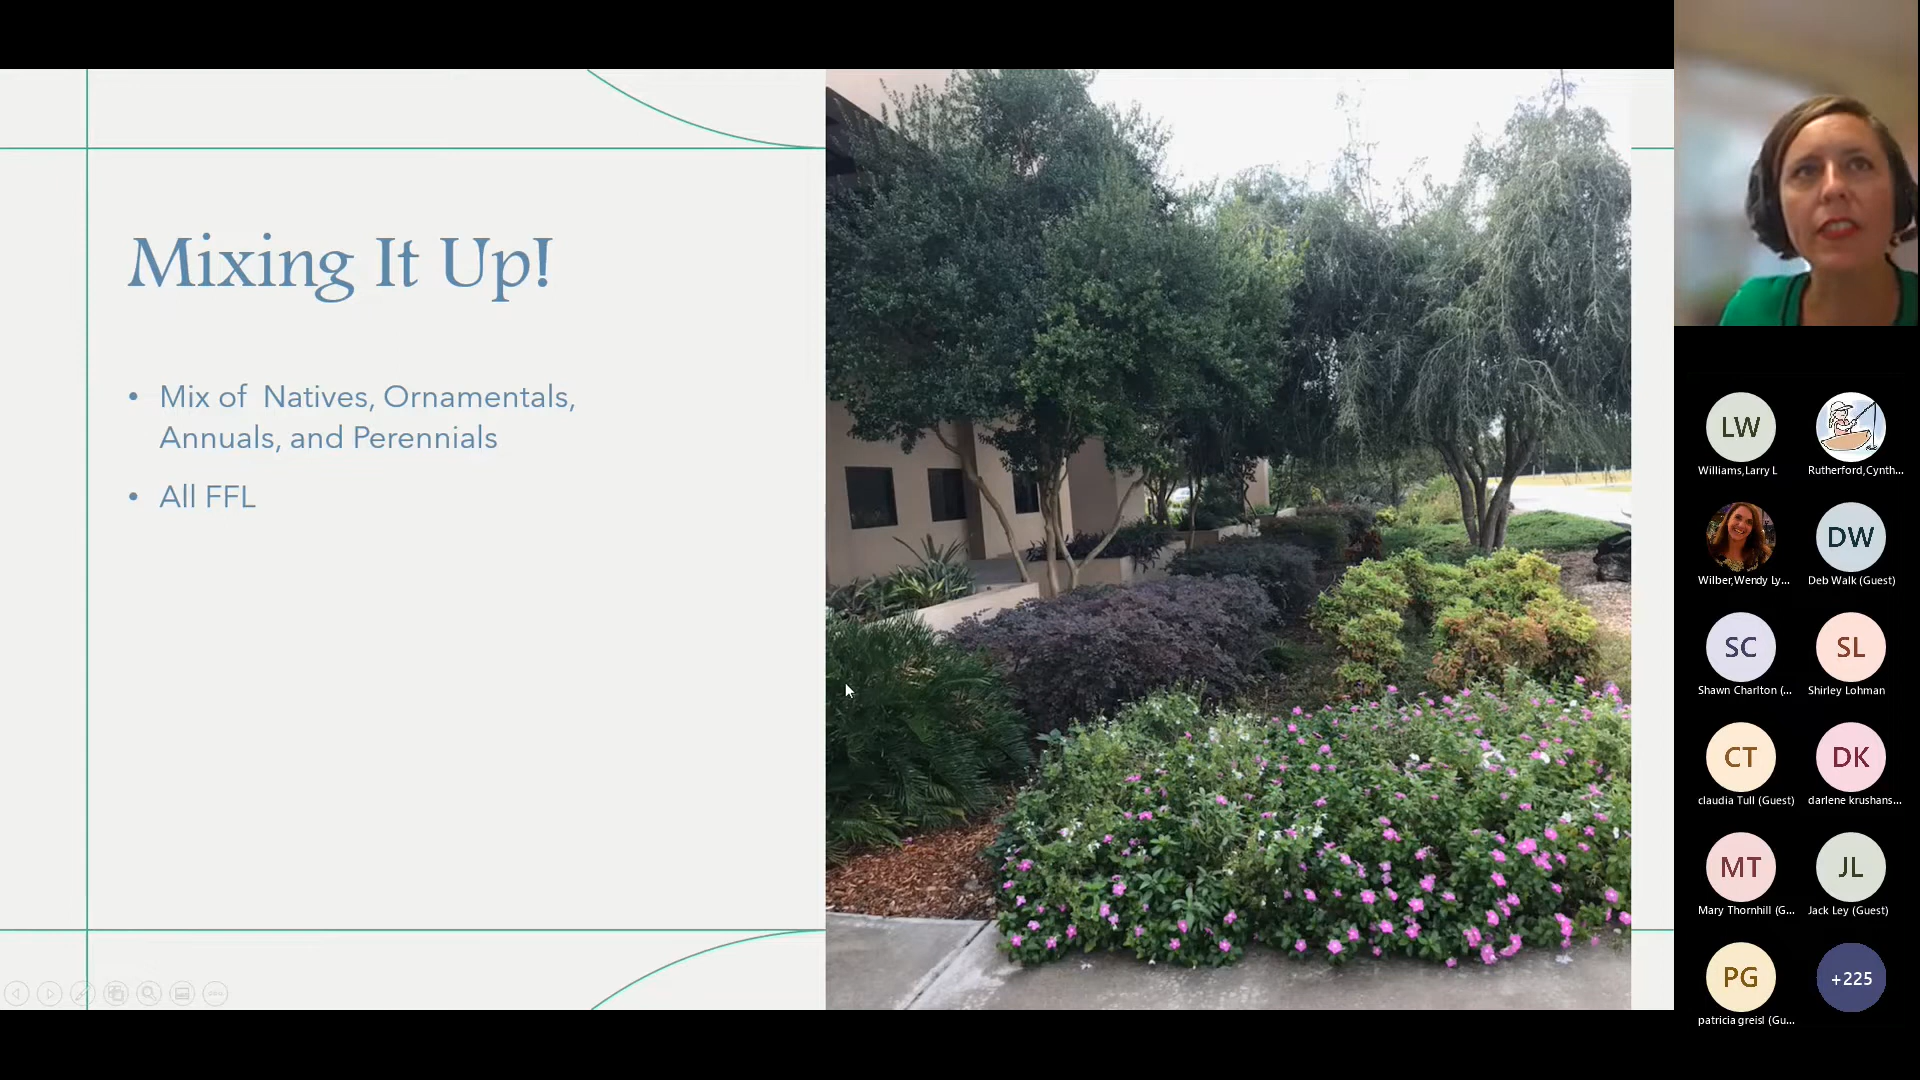 Mixing It Up!
• Mix of Natives, Ornamentals,
Annuals, and Perennials
• All FFL
LW
Williams,Larry L
Rutherford,Cynth...
Wilber,Wendy Ly...
DW
Deb Walk (Guest)
SC
Shawn Charlton (...
SL
Shirley Lohman
CT
claudia Tull (Guest)
DK
darlene krushans...
MT
Mary Thornhill (G...
JL
Jack Ley (Guest)
PG
patricia greisl (Gu...
+225